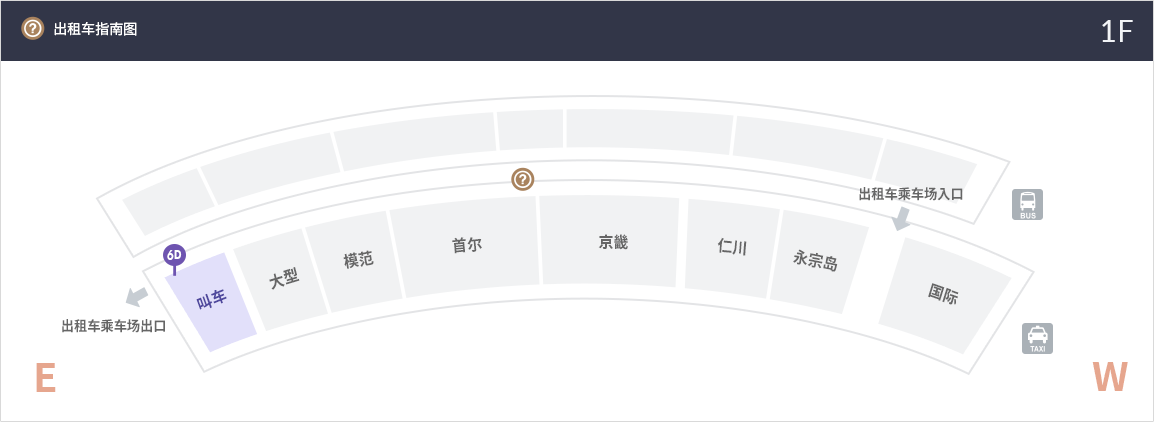 ? 出租车指南图
1F
?
出租车乘车场入口
BUS
6D
叫车
大型
模范
首尔
京畿
仁川
永宗岛
国际
出租车乘车场出口
TAXI
E
W